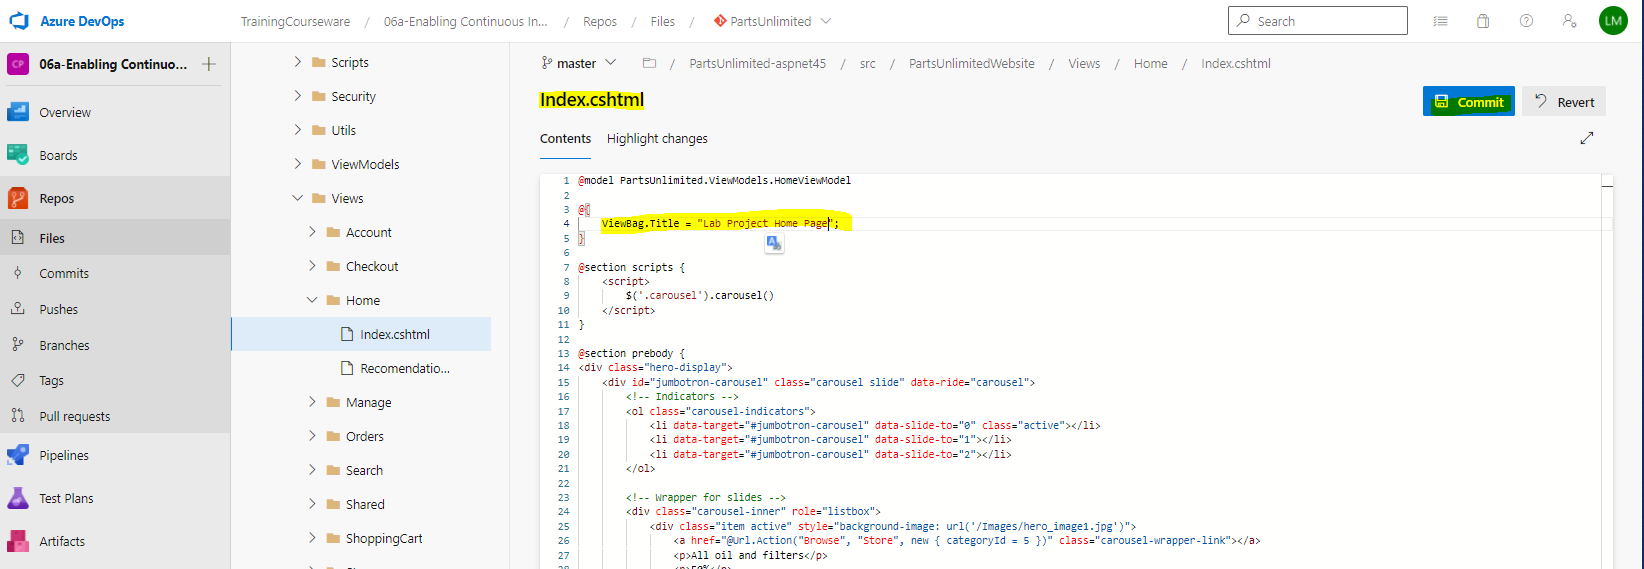 Azure DevOps
TrainingCourseware / 06a-Enabling Continuous In... / Repos / Files / PartsUnlimited
Search
LM
CP
06a-Enabling Continuo...
Overview
Boards
Repos
Files
Commits
Pushes
Branches
Tags
Pull requests
Pipelines
Test Plans
Artifacts
Scripts
Security
Utils
ViewModels
Views
Account
Checkout
Home
Index.cshtml
Recomendatio...
Manage
Orders
Search
Shared
ShoppingCart
master / PartsUnlimited-aspnet45 / src / PartsUnlimitedWebsite / Views / Home / Index.cshtml
Index.cshtml
Commit
Revert
Contents
Highlight changes
1 @model PartsUnlimited.ViewModels.HomeViewModel
2
3 @{
4 ViewBag.Title = "Lab Project Home Page";
5 }
6
7 @section scripts {
8 <script>
9 $('.carousel').carousel()
10 </script>
11 }
12
13 @section prebody {
14 <div class="hero-display">
15 <div id="jumbotron-carousel" class="carousel slide" data-ride="carousel">
16 <!-- Indicators -->
17 <ol class="carousel-indicators">
18 <li data-target="#jumbotron-carousel" data-slide-to="0" class="active"></li>
19 <li data-target="#jumbotron-carousel" data-slide-to="1"></li>
20 <li data-target="#jumbotron-carousel" data-slide-to="2"></li>
21 </ol>
22
23 <!-- Wrapper for slides -->
24 <div class="carousel-inner" role="listbox">
25 <div class="item active" style="background-image: url('/Images/hero_image1.jpg')">
26 <a href="@Url.Action("Browse", "Store", new { categoryId = 5 })" class="carousel-wrapper-link"></a>
27 <p>All oil and filters</p>